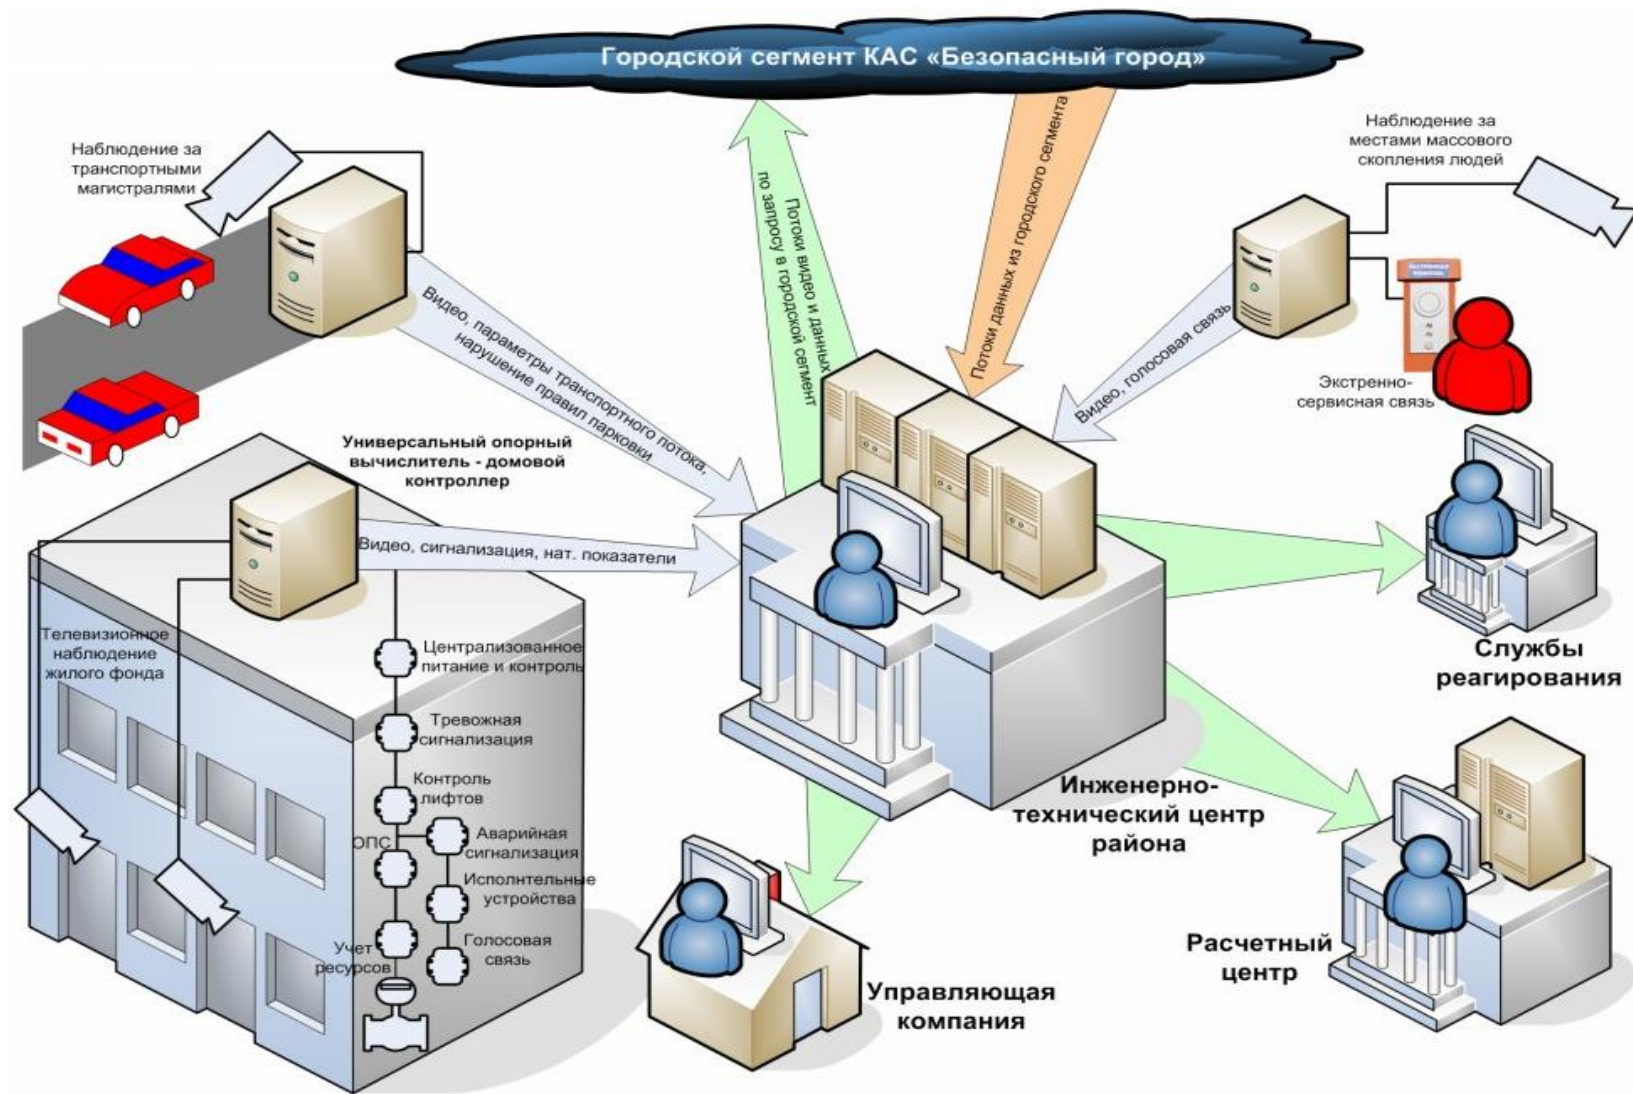 Городской сегмент КАС «Безопасный город»
Наблюдение за
транспортными
магистралями
Потоки видео и данных
по запросу в городской сегмент
Потоки данных из городского сегмента
Наблюдение за
местами массового
скопления людей
Видео, параметры транспортного потока,
нарушение правил парковки
Видео, голосовая связь
ЭКСТРЕННАЯ
Экстренно-
сервисная связь
Универсальный опорный
вычислитель - домовой
контроллер
Видео, сигнализация, нат. показатели
Телевизионное
наблюдение
жилого фонда
Централизованное
питание и контроль
Тревожная
сигнализация
Контроль
лифтов
ОПС
Аварийная
сигнализация
Исполнтельные
устройства
Учет
ресурсов
Голосовая
связь
Службы
реагирования
Инженерно-
технический центр
района
Расчетный
центр
Управляющая
компания